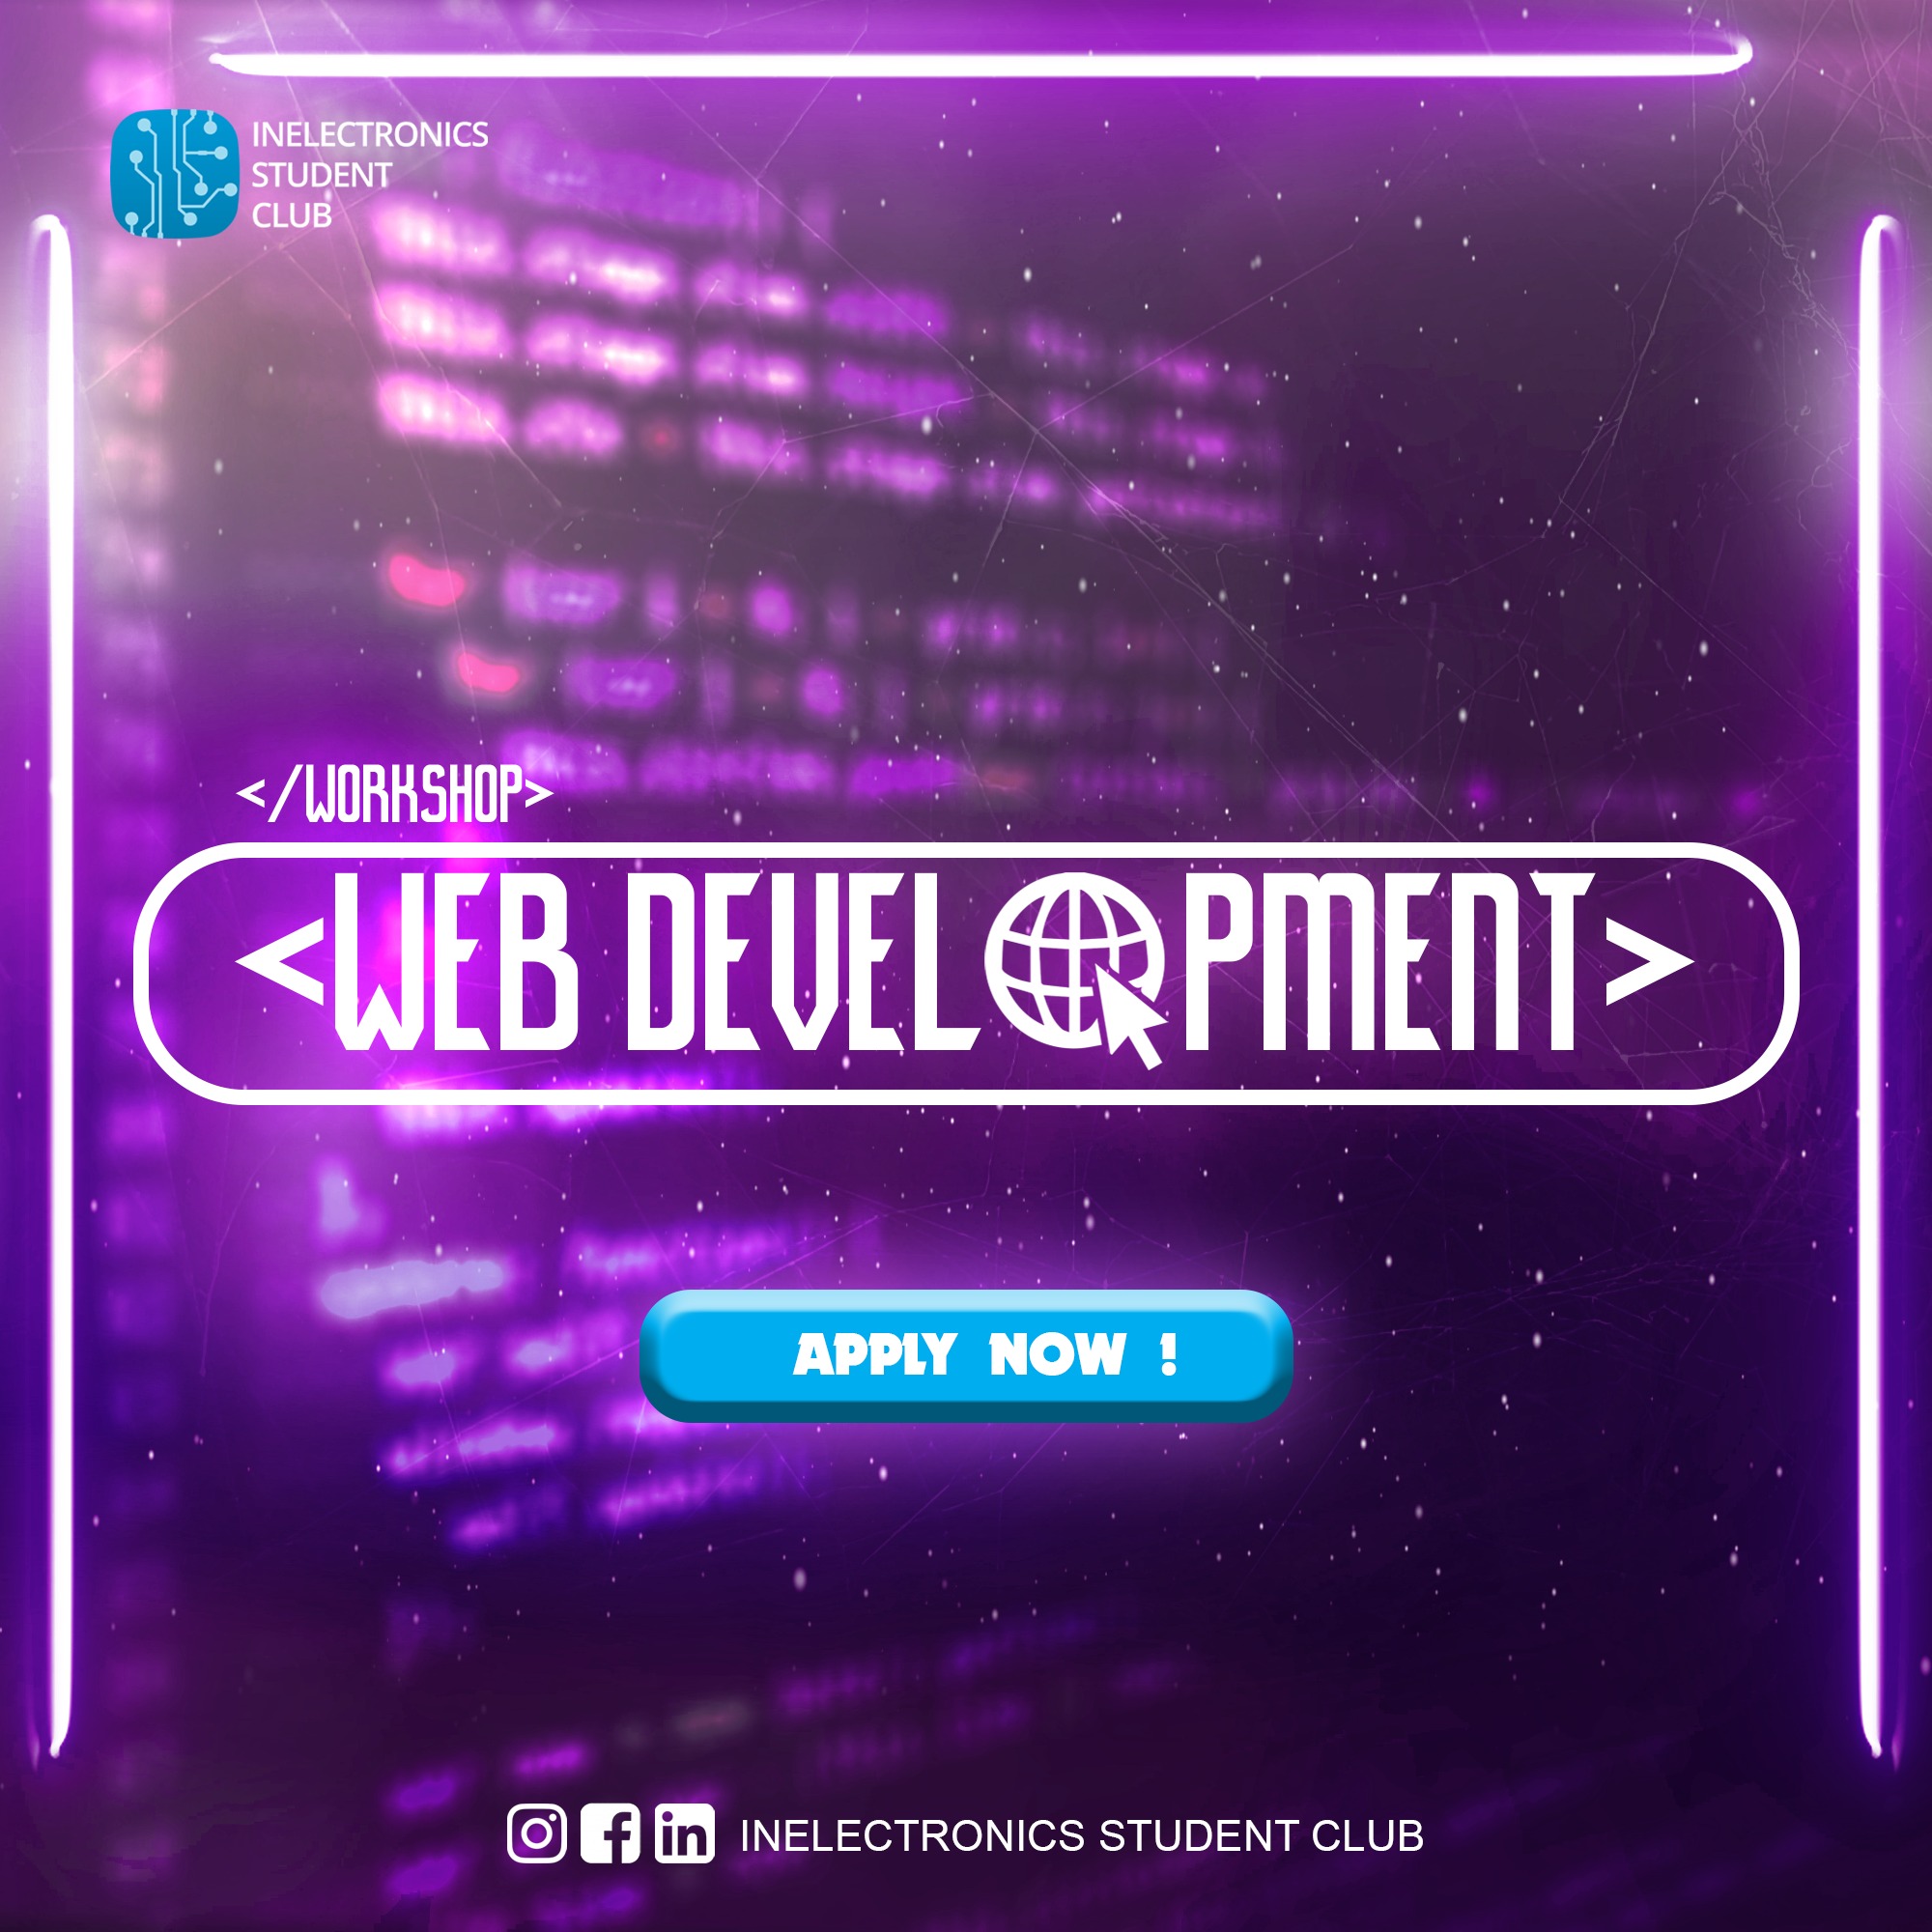 INELECTRONICS
STUDENT
CLUB
</WORKSHOP>
<WEB DEVELOPMENT>
APPLY NOW !
INELECTRONICS STUDENT CLUB